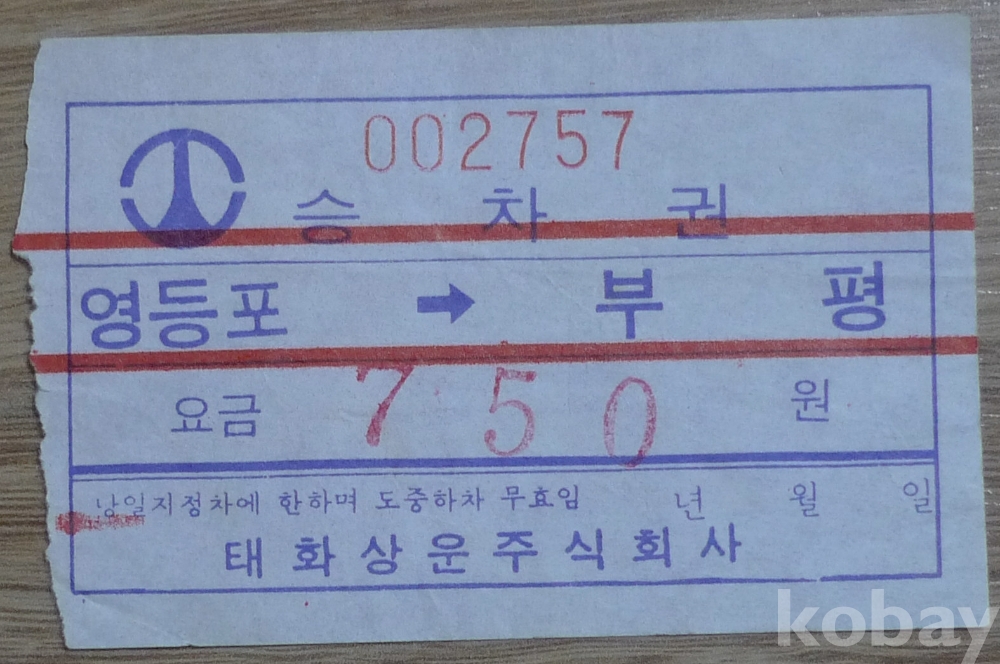 002757
승 차 권
영등포 → 부 평
요금 750 원
당일지정차에 한하며 도중하차 무효임 년 월 일
태화상운주식회사
kobay